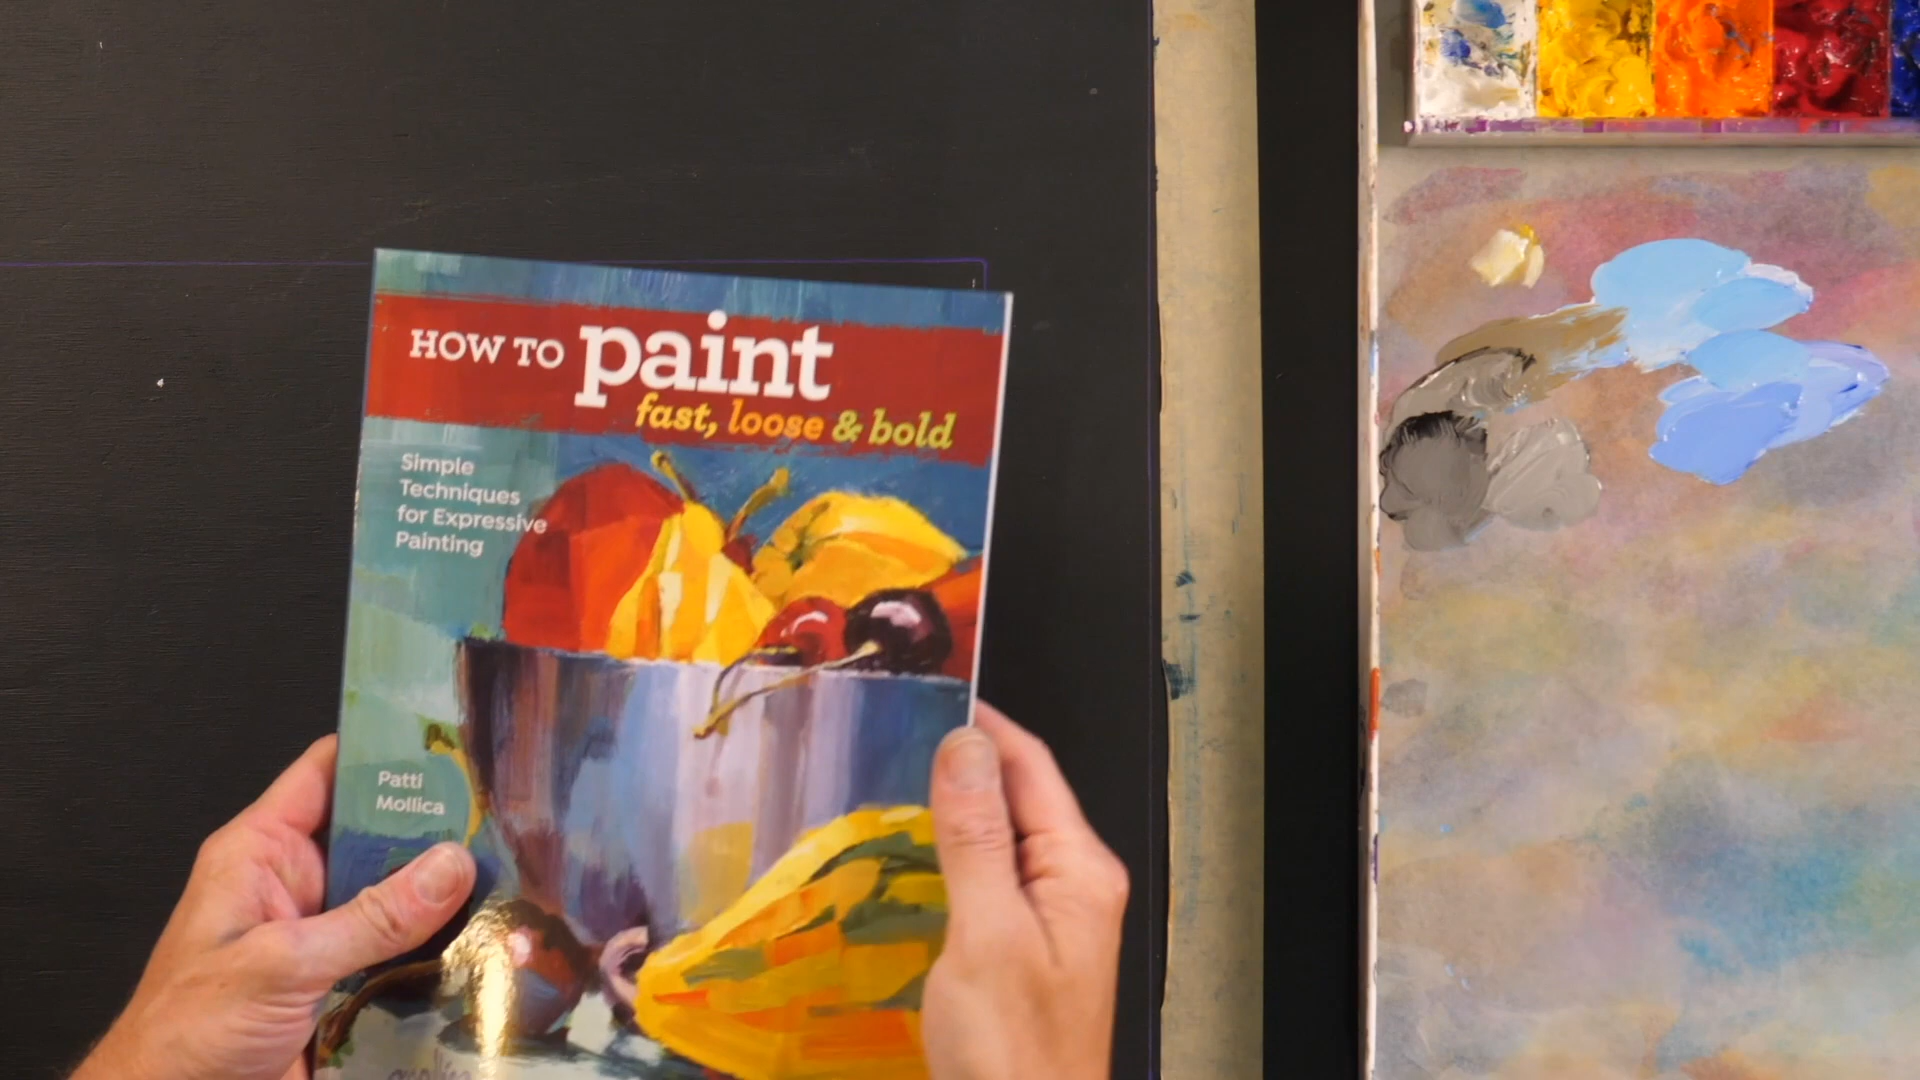 HOW TO paint
fast, loose & bold
Simple
Techniques
for Expressive
Painting
Patti
Mollica